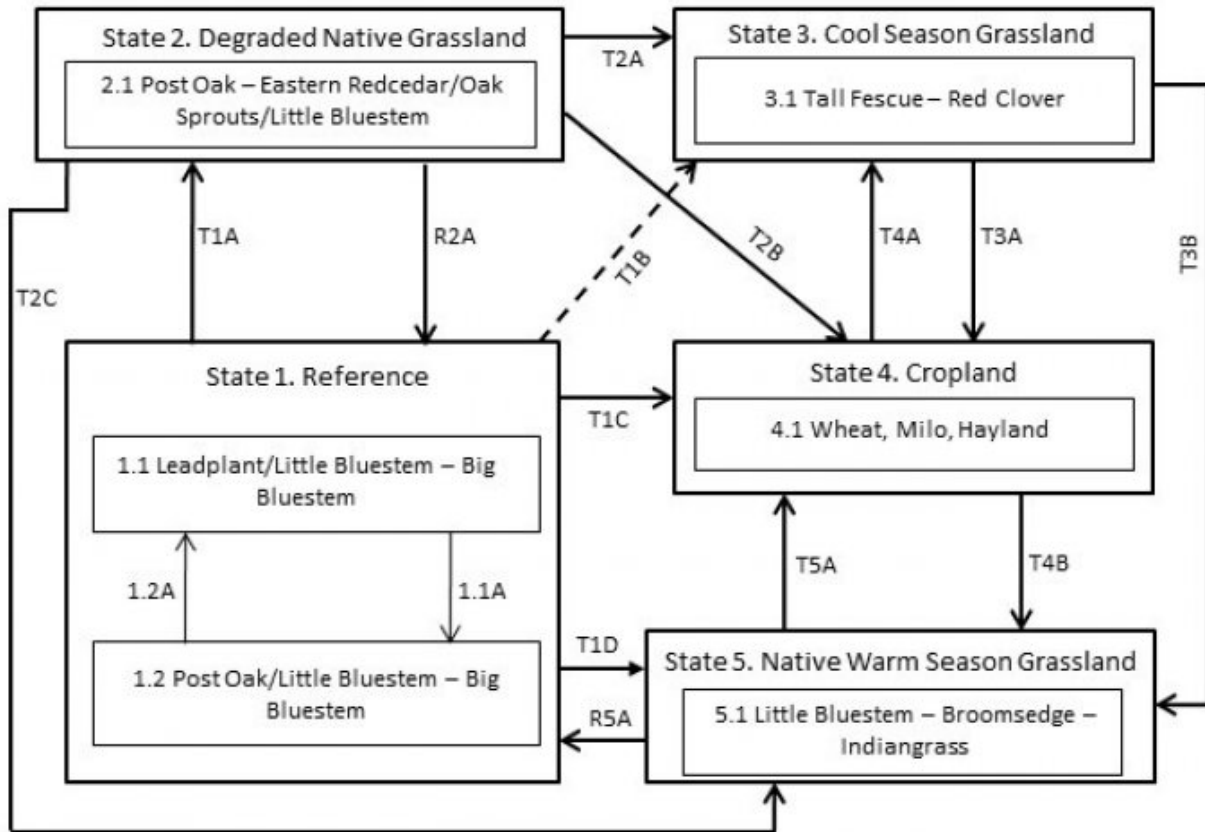 State 2. Degraded Native Grassland
2.1 Post Oak – Eastern Redcedar/Oak
Sprouts/Little Bluestem
T2A
State 3. Cool Season Grassland
3.1 Tall Fescue – Red Clover
T1A
R2A
T1B
T2B
T4A
T3A
T3B
T2C
State 1. Reference
1.1 Leadplant/Little Bluestem – Big
Bluestem
1.2A
1.1A
1.2 Post Oak/Little Bluestem – Big
Bluestem
T1C
State 4. Cropland
4.1 Wheat, Milo, Hayland
T5A
T4B
T1D
R5A
State 5. Native Warm Season Grassland
5.1 Little Bluestem – Broomsedge –
Indiangrass